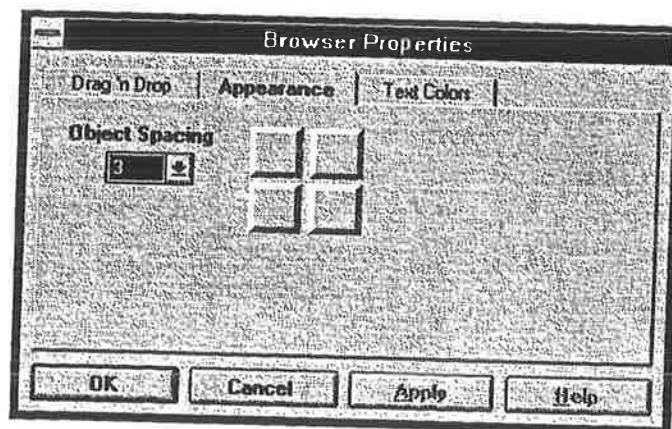 Browser Properties
Drag 'n Drop Appearance Text Colors
Object Spacing
3
OK Cancel Apply Help